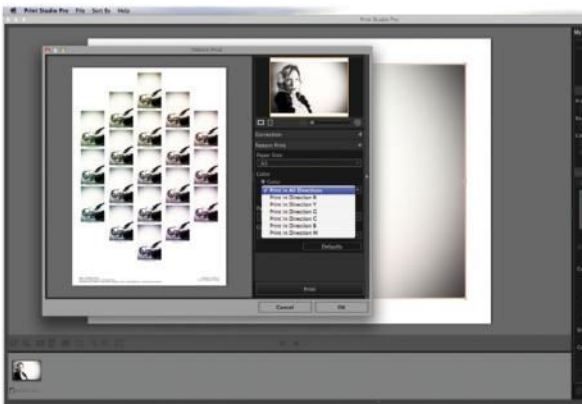 Print Studio Pro File Sort By Help
Print Studio Pro
Pattern Print
Correction
Pattern Print
Paper Size:
Color
Color
✓ Print in All Directions
Print in Direction R
Print in Direction Y
Print in Direction G
Print in Direction C
Print in Direction B
Print in Direction M
Defaults
Print
Cancel
OK